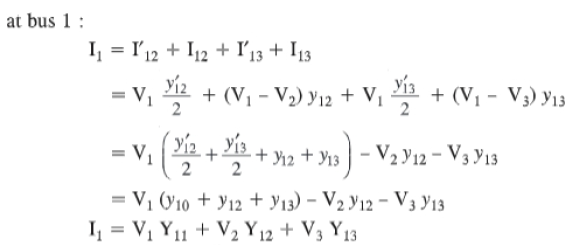 at bus 1 :
I₁ = I′₁₂ + I₁₂ + I′₁₃ + I₁₃
= V₁ y′₁₂/2 + (V₁ - V₂) y₁₂ + V₁ y′₁₃/2 + (V₁ - V₃) y₁₃
= V₁ (y′₁₂/2 + y′₁₃/2 + y₁₂ + y₁₃) - V₂ y₁₂ - V₃ y₁₃
= V₁ (y₁₀ + y₁₂ + y₁₃) - V₂ y₁₂ - V₃ y₁₃
I₁ = V₁ Y₁₁ + V₂ Y₁₂ + V₃ Y₁₃